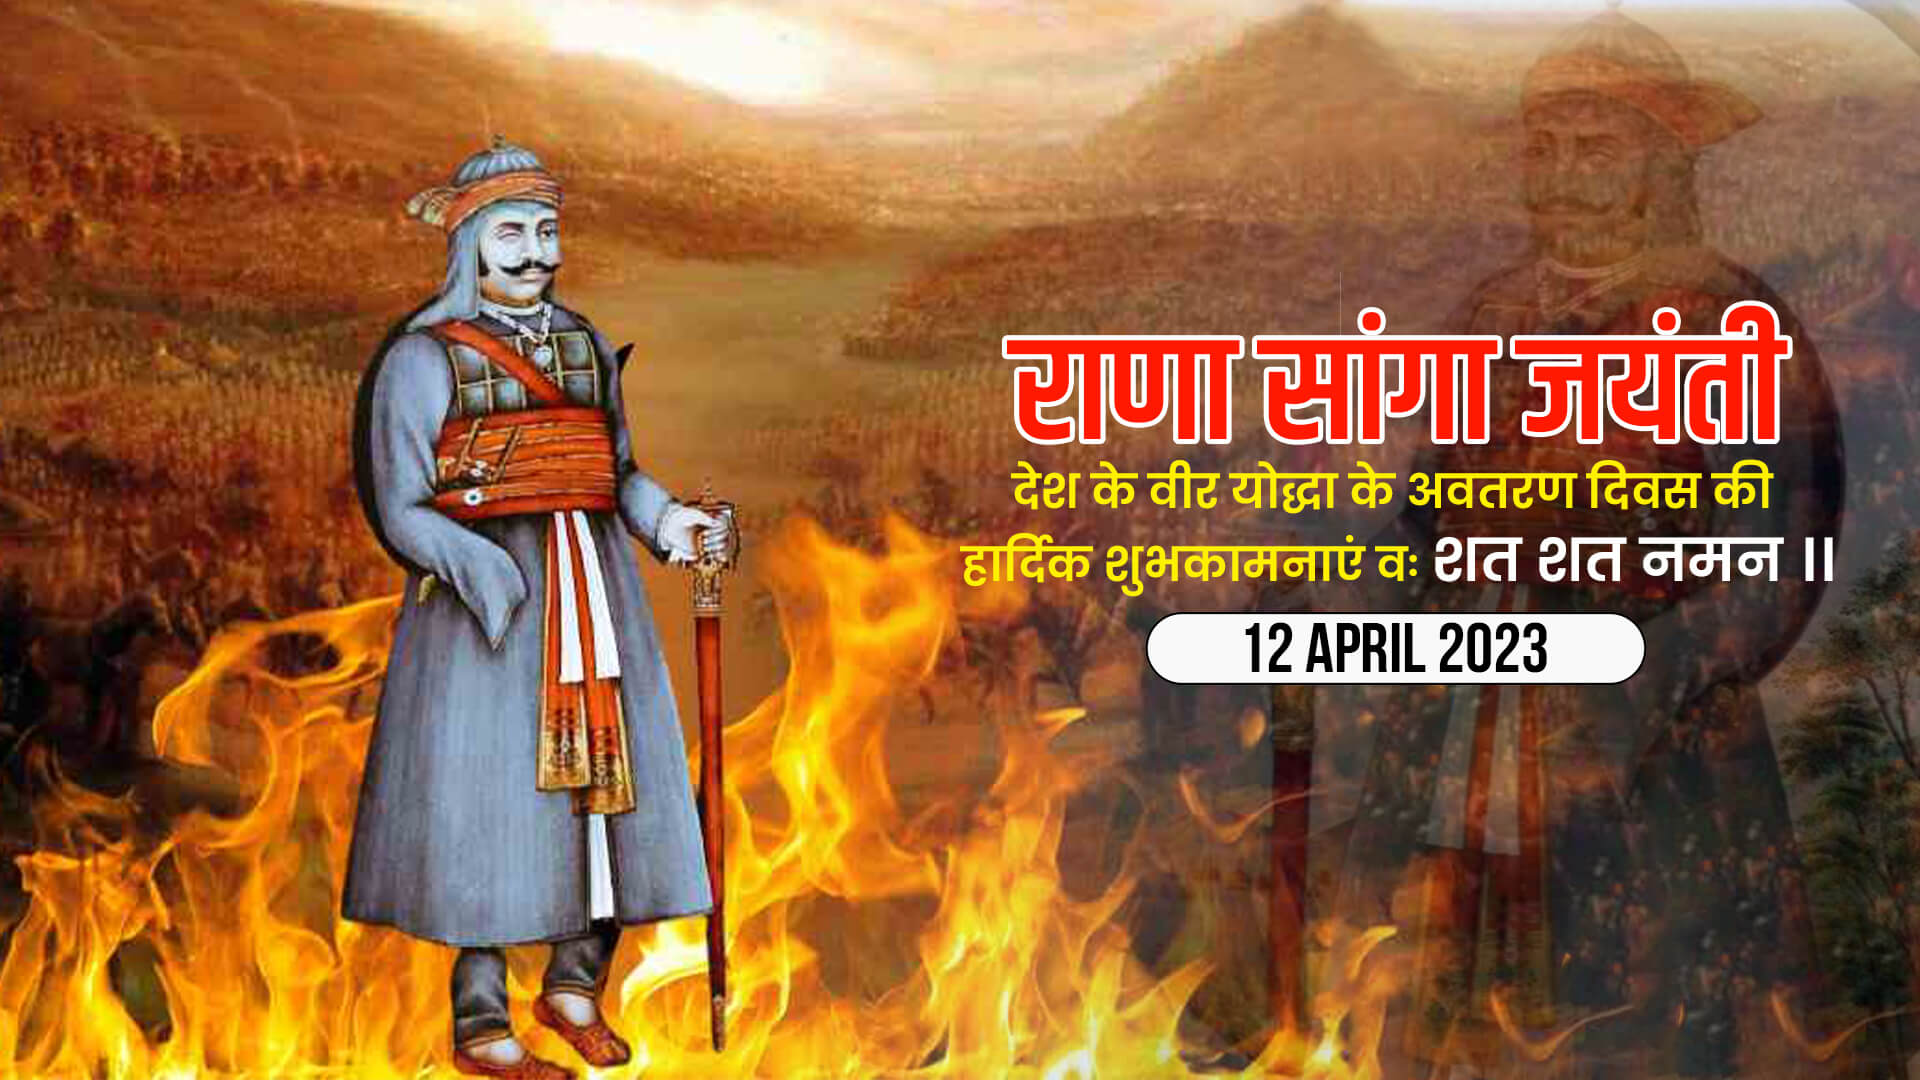 राणा सांगा जयंती
देश के वीर योद्धा के अवतरण दिवस की
हार्दिक शुभकामनाएं वः शत शत नमन ।।
12 APRIL 2023